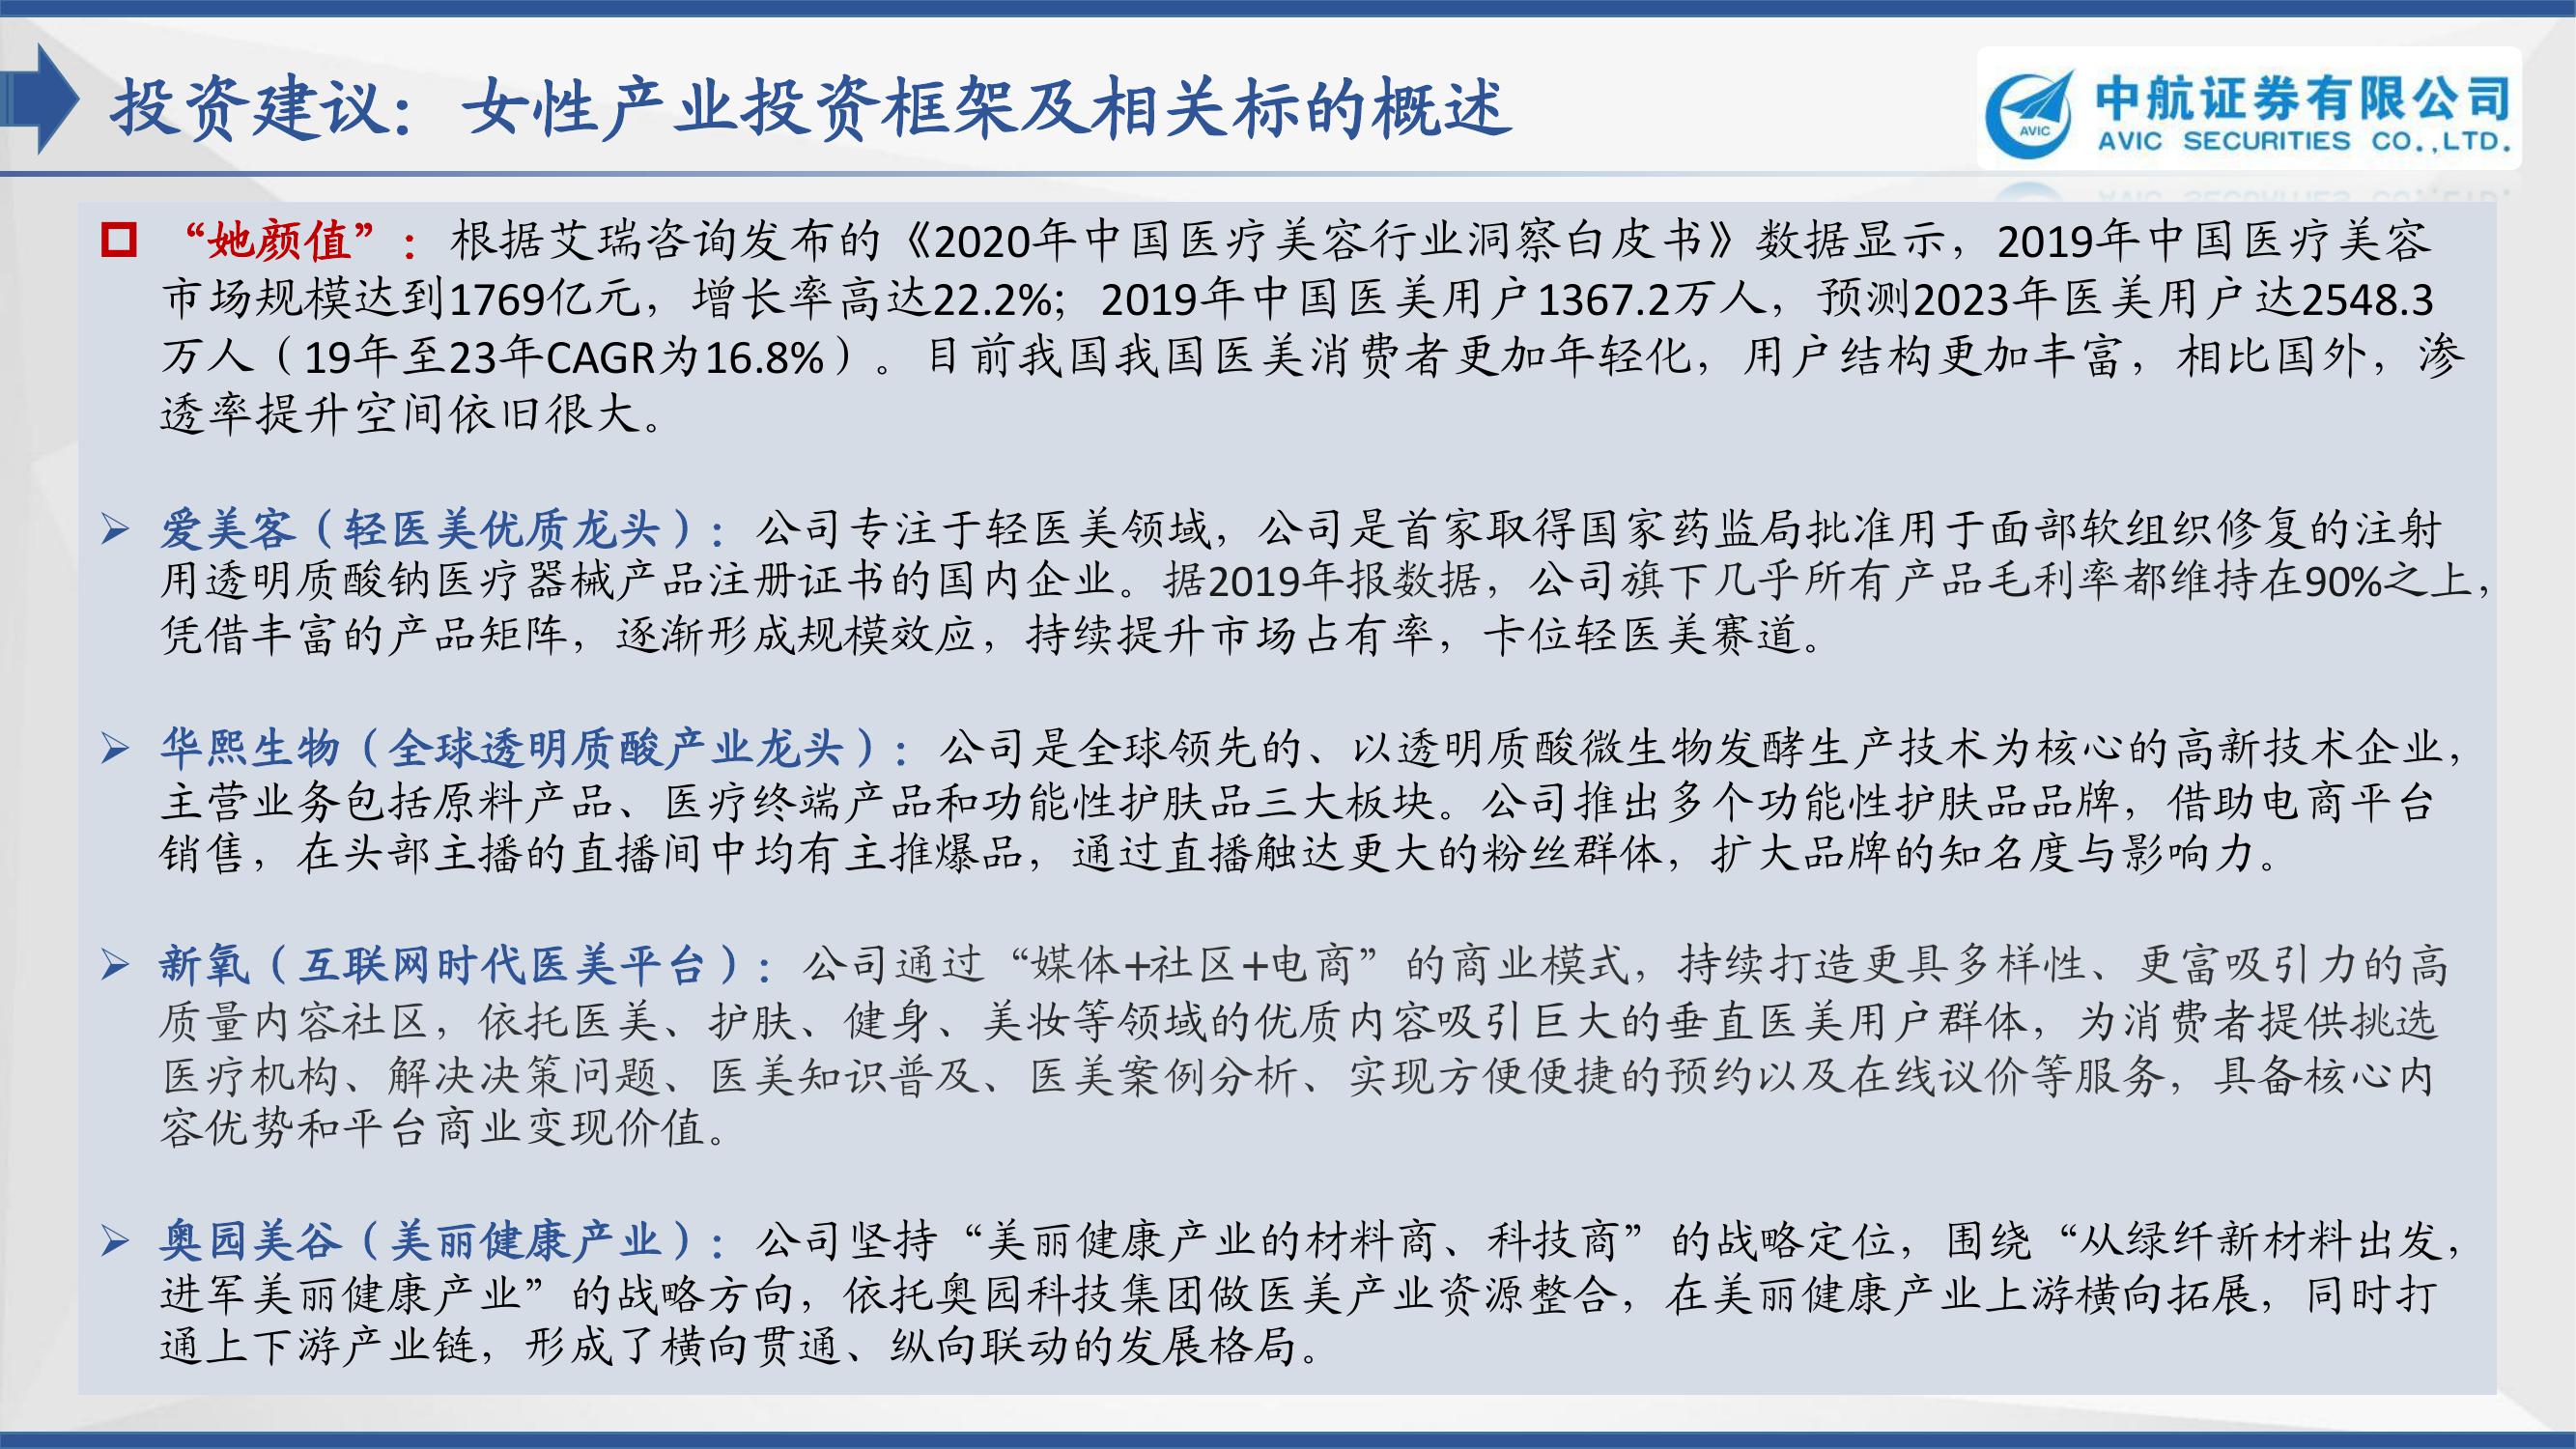 投资建议：女性产业投资框架及相关标的概述
中航证券有限公司
AVIC
AVIC SECURITIES CO.,LTD.
“她颜值”：根据艾瑞咨询发布的《2020年中国医疗美容行业洞察白皮书》数据显示，2019年中国医疗美容
市场规模达到1769亿元，增长率高达22.2%；2019年中国医美用户1367.2万人，预测2023年医美用户达2548.3
万人（19年至23年CAGR为16.8%）。目前我国我国医美消费者更加年轻化，用户结构更加丰富，相比国外，渗
透率提升空间依旧很大。
爱美客（轻医美优质龙头）：公司专注于轻医美领域，公司是首家取得国家药监局批准用于面部软组织修复的注射
用透明质酸钠医疗器械产品注册证书的国内企业。据2019年报数据，公司旗下几乎所有产品毛利率都维持在90%之上，
凭借丰富的产品矩阵，逐渐形成规模效应，持续提升市场占有率，卡位轻医美赛道。
华熙生物（全球透明质酸产业龙头）：公司是全球领先的、以透明质酸微生物发酵生产技术为核心的高新技术企业，
主营业务包括原料产品、医疗终端产品和功能性护肤品三大板块。公司推出多个功能性护肤品品牌，借助电商平台
销售，在头部主播的直播间中均有主推爆品，通过直播触达更大的粉丝群体，扩大品牌的知名度与影响力。
新氧（互联网时代医美平台）：公司通过“媒体+社区+电商”的商业模式，持续打造更具多样性、更富吸引力的高
质量内容社区，依托医美、护肤、健身、美妆等领域的优质内容吸引巨大的垂直医美用户群体，为消费者提供挑选
医疗机构、解决决策问题、医美知识普及、医美案例分析、实现方便便捷的预约以及在线议价等服务，具备核心内
容优势和平台商业变现价值。
奥园美谷（美丽健康产业）：公司坚持“美丽健康产业的材料商、科技商”的战略定位，围绕“从绿纤新材料出发，
进军美丽健康产业”的战略方向，依托奥园科技集团做医美产业资源整合，在美丽健康产业上游横向拓展，同时打
通上下游产业链，形成了横向贯通、纵向联动的发展格局。